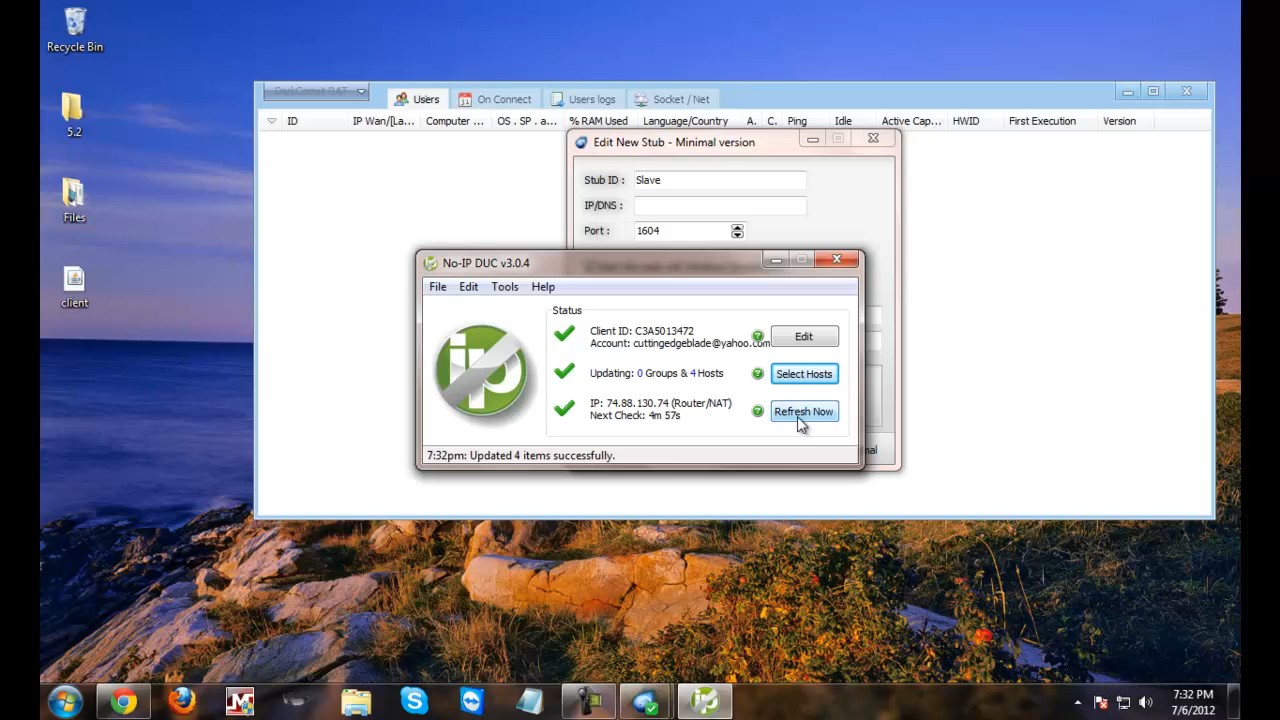 Recycle Bin
5.2
Files
client
DarkComet-RAT
Users
On Connect
Users logs
Socket / Net
ID
IP Wan/[La...
Computer ...
OS . SP . a...
% RAM Used
Language/Country
A.
C.
Ping
Idle
Active Cap...
HWID
First Execution
Version
Edit New Stub - Minimal version
Stub ID :
Slave
IP/DNS :
Port :
1604
No-IP DUC v3.0.4
File
Edit
Tools
Help
Status
Client ID: C3A5013472
Account: cuttingedgeblade@yahoo.com
Edit
Updating: 0 Groups & 4 Hosts
Select Hosts
IP: 74.88.130.74 (Router/NAT)
Next Check: 4m 57s
Refresh Now
7:32pm: Updated 4 items successfully.
ip
7:32 PM
7/6/2012